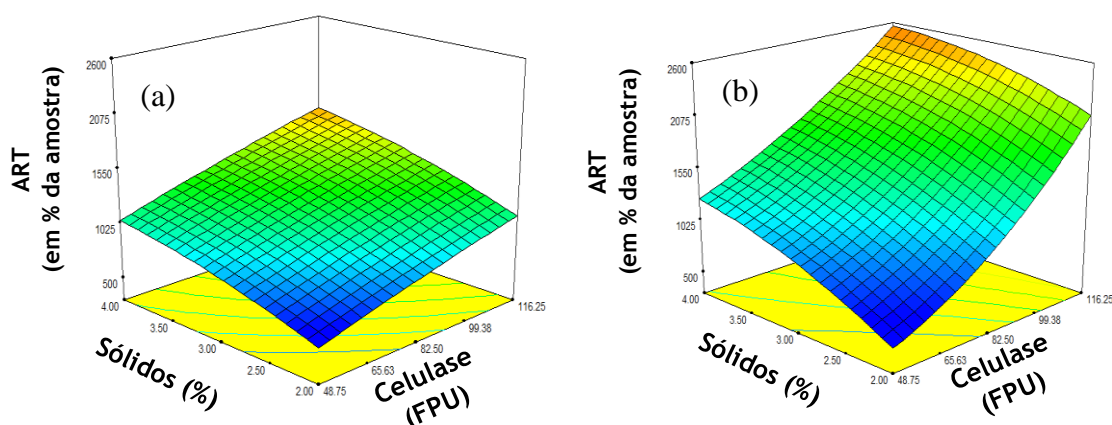 (a)
ART
(em % da amostra)
2600
2075
1550
1025
500
4.00
3.50
3.00
2.50
2.00
48.75
65.63
82.50
99.38
116.25
Sólidos (%)
Celulase
(FPU)
(b)
ART
(em % da amostra)
2600
2075
1550
1025
500
4.00
3.50
3.00
2.50
2.00
48.75
65.63
82.50
99.38
116.25
Sólidos (%)
Celulase
(FPU)